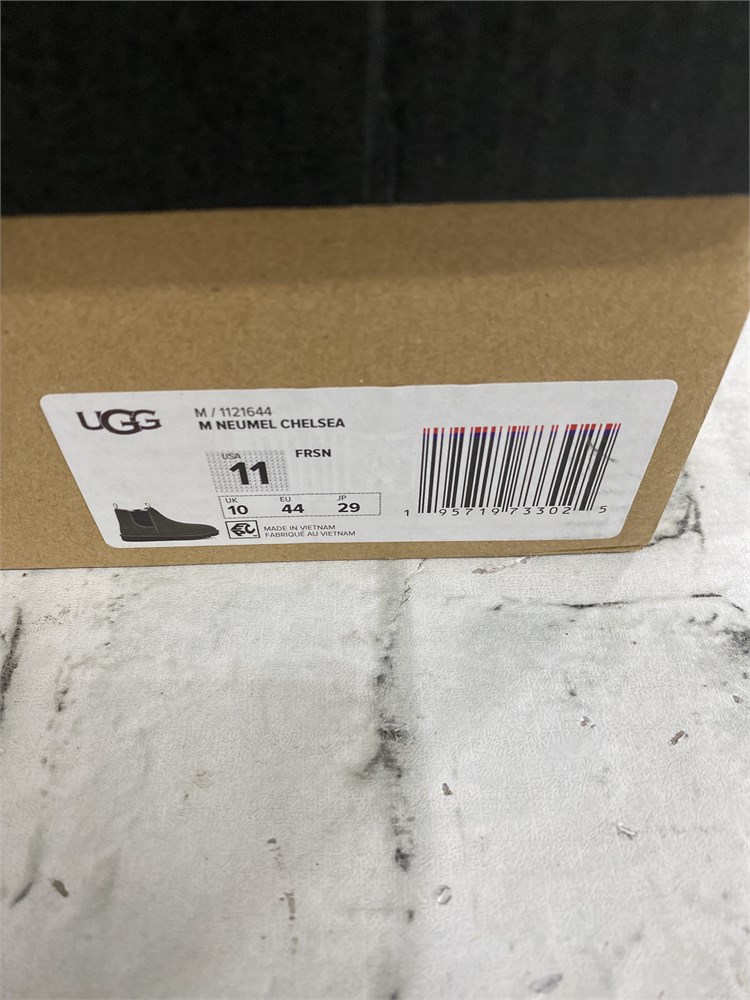 UGG
M / 1121644
M NEUMEL CHELSEA
USA
11
FRSN
UK EU JP
10 44 29
EAC
MADE IN VIETNAM
FABRIQUÉ AU VIETNAM
1 95719 73302 5